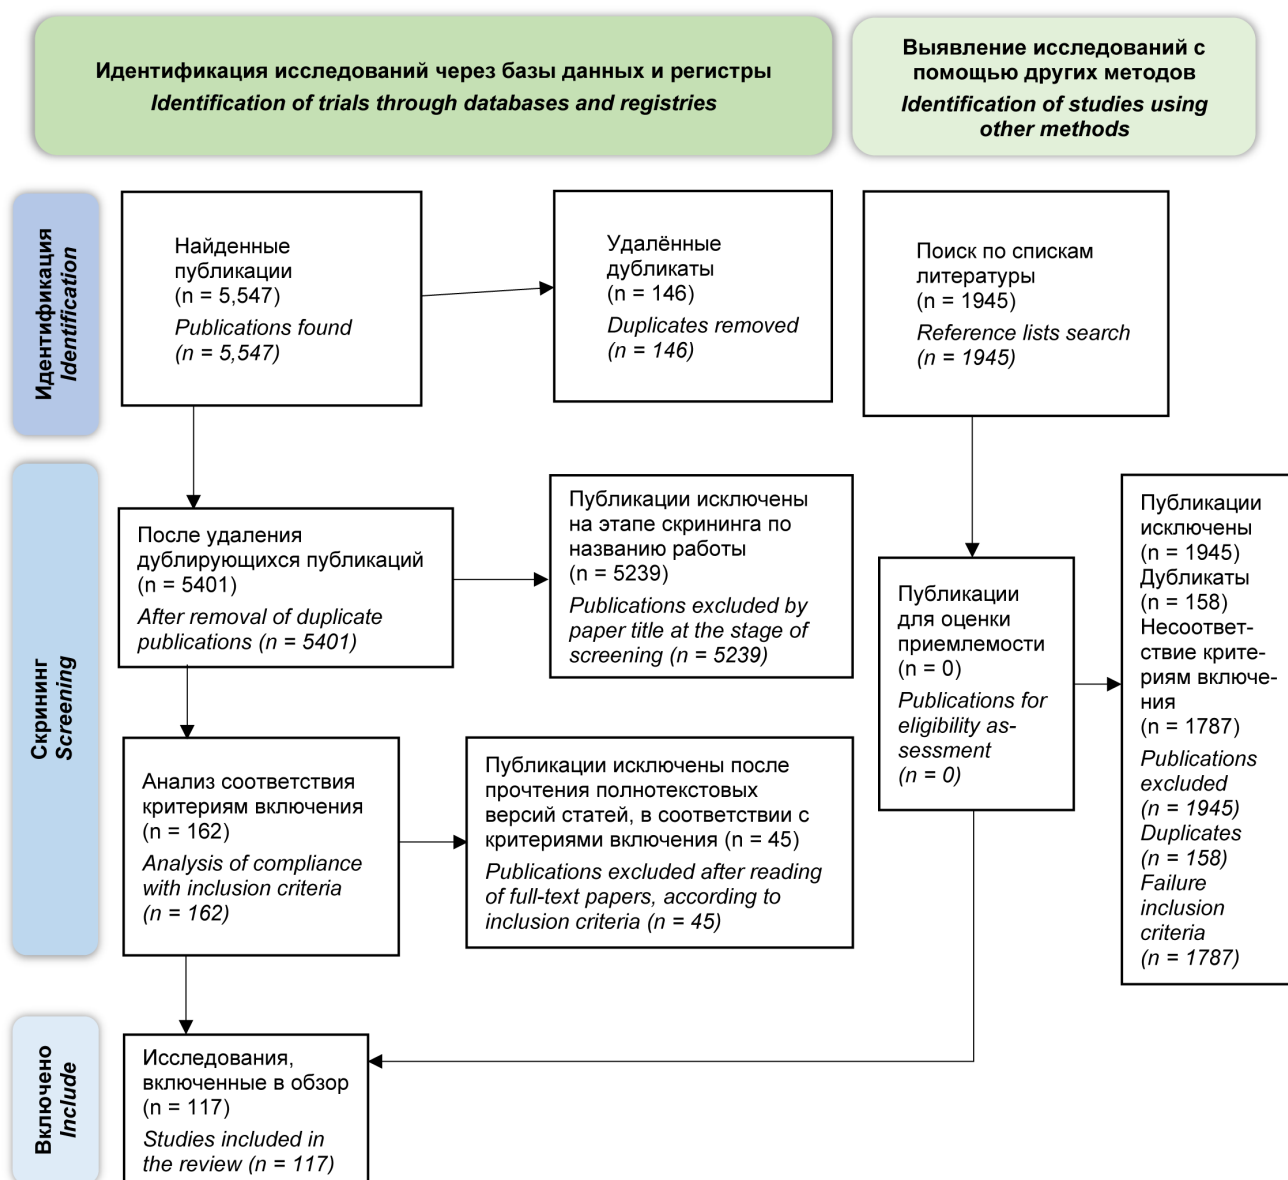 Идентификация исследований через базы данных и регистры
Identification of trials through databases and registries
Выявление исследований с
помощью других методов
Identification of studies using
other methods
Идентификация
Identification
Найденные
публикации
(n = 5,547)
Publications found
(n = 5,547)
Удалённые
дубликаты
(n = 146)
Duplicates removed
(n = 146)
Поиск по спискам
литературы
(n = 1945)
Reference lists search
(n = 1945)
Скрининг
Screening
После удаления
дублирующихся публикаций
(n = 5401)
After removal of duplicate
publications (n = 5401)
Публикации исключены
на этапе скрининга по
названию работы
(n = 5239)
Publications excluded by
paper title at the stage of
screening (n = 5239)
Публикации
для оценки
приемлемости
(n = 0)
Publications for
eligibility as-
sessment
(n = 0)
Публикации
исключены
(n = 1945)
Дубликаты
(n = 158)
Несоответ-
ствие крите-
риям включе-
ния
(n = 1787)
Publications
excluded
(n = 1945)
Duplicates
(n = 158)
Failure
inclusion
criteria
(n = 1787)
Анализ соответствия
критериям включения
(n = 162)
Analysis of compliance
with inclusion criteria
(n = 162)
Публикации исключены после
прочтения полнотекстовых
версий статей, в соответствии с
критериями включения (n = 45)
Publications excluded after reading
of full-text papers, according to
inclusion criteria (n = 45)
Включено
Include
Исследования,
включенные в обзор
(n = 117)
Studies included in
the review (n = 117)